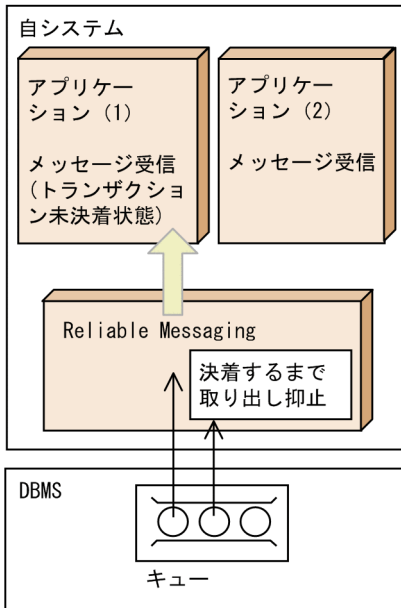 自システム
アプリケー
ション（1）
メッセージ受信
（トランザクショ
ン未決着状態）
アプリケー
ション（2）
メッセージ受信
Reliable Messaging
決着するまで
取り出し抑止
DBMS
キュー